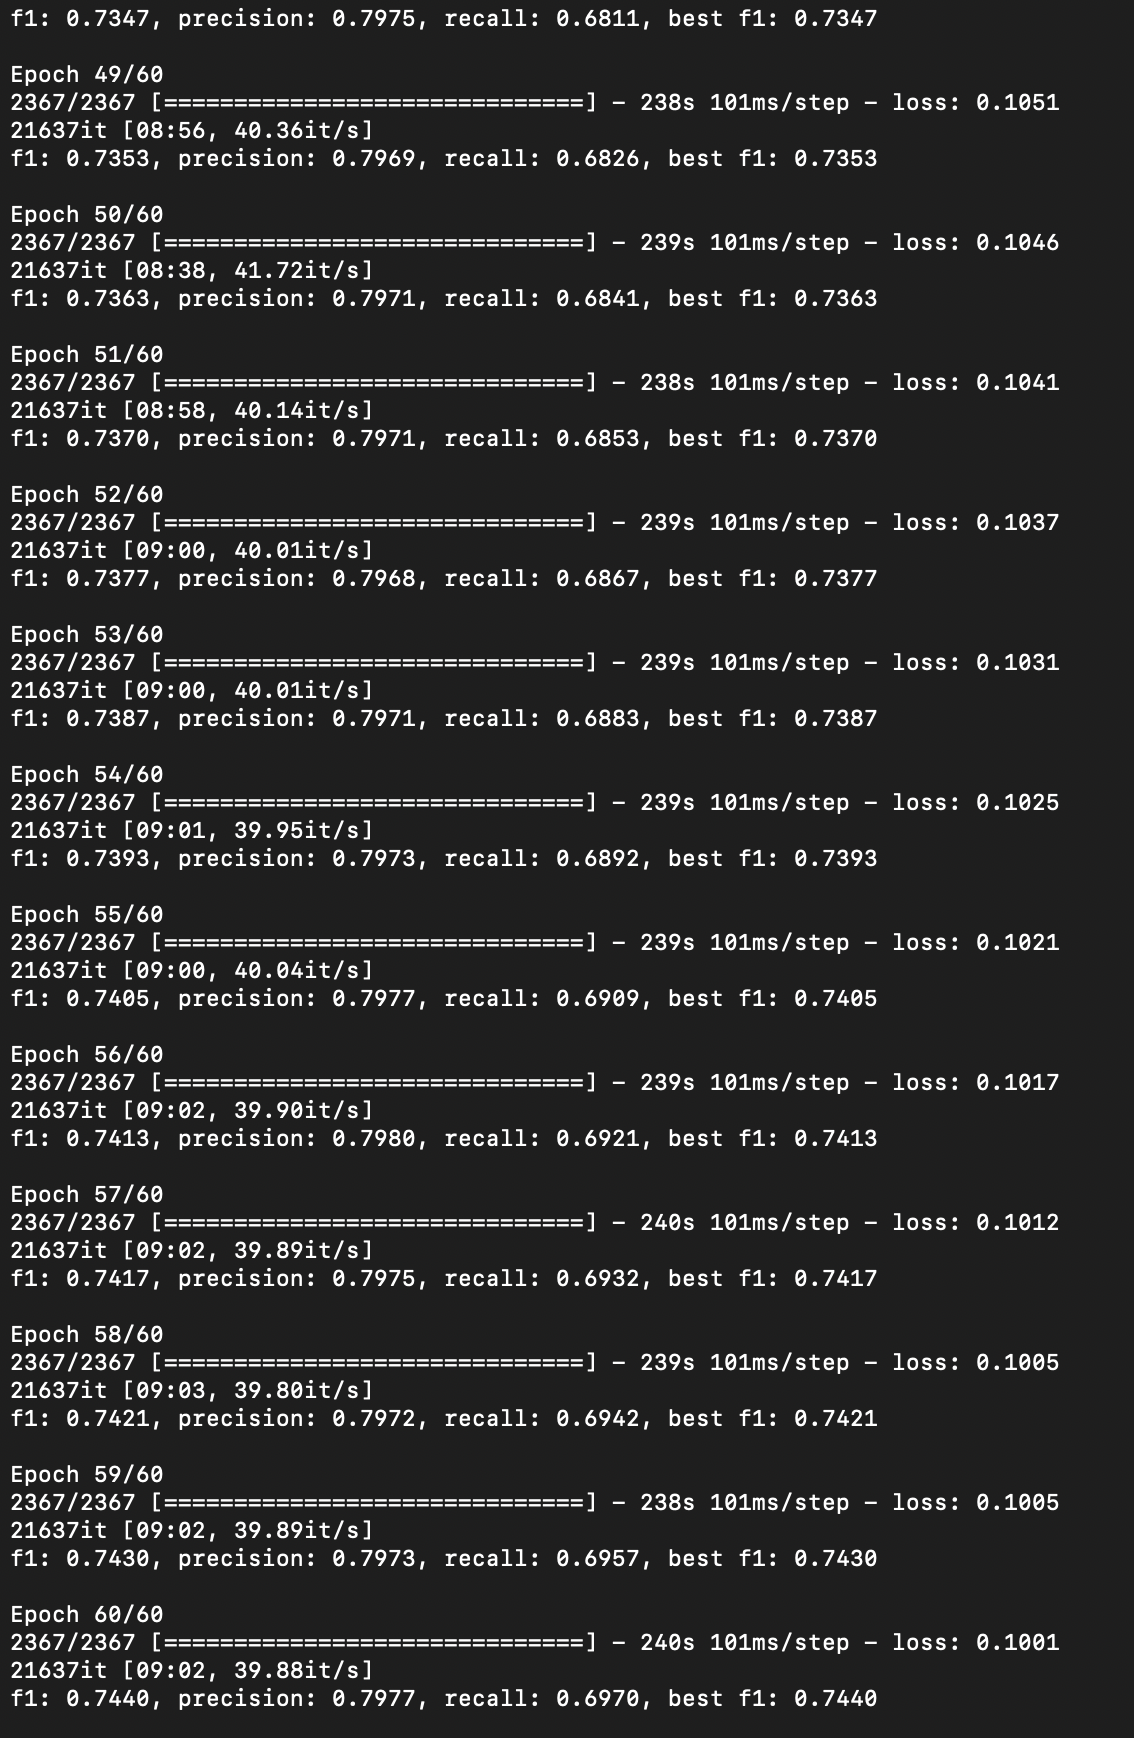 f1: 0.7347, precision: 0.7975, recall: 0.6811, best f1: 0.7347
Epoch 49/60
2367/2367 [==============================] - 238s 101ms/step - loss: 0.1051
21637it [08:56, 40.36it/s]
f1: 0.7353, precision: 0.7969, recall: 0.6826, best f1: 0.7353
Epoch 50/60
2367/2367 [==============================] - 239s 101ms/step - loss: 0.1046
21637it [08:38, 41.72it/s]
f1: 0.7363, precision: 0.7971, recall: 0.6841, best f1: 0.7363
Epoch 51/60
2367/2367 [==============================] - 238s 101ms/step - loss: 0.1041
21637it [08:58, 40.14it/s]
f1: 0.7370, precision: 0.7971, recall: 0.6853, best f1: 0.7370
Epoch 52/60
2367/2367 [==============================] - 239s 101ms/step - loss: 0.1037
21637it [09:00, 40.01it/s]
f1: 0.7377, precision: 0.7968, recall: 0.6867, best f1: 0.7377
Epoch 53/60
2367/2367 [==============================] - 239s 101ms/step - loss: 0.1031
21637it [09:00, 40.01it/s]
f1: 0.7387, precision: 0.7971, recall: 0.6883, best f1: 0.7387
Epoch 54/60
2367/2367 [==============================] - 239s 101ms/step - loss: 0.1025
21637it [09:01, 39.95it/s]
f1: 0.7393, precision: 0.7973, recall: 0.6892, best f1: 0.7393
Epoch 55/60
2367/2367 [==============================] - 239s 101ms/step - loss: 0.1021
21637it [09:00, 40.04it/s]
f1: 0.7405, precision: 0.7977, recall: 0.6909, best f1: 0.7405
Epoch 56/60
2367/2367 [==============================] - 239s 101ms/step - loss: 0.1017
21637it [09:02, 39.90it/s]
f1: 0.7413, precision: 0.7980, recall: 0.6921, best f1: 0.7413
Epoch 57/60
2367/2367 [==============================] - 240s 101ms/step - loss: 0.1012
21637it [09:02, 39.89it/s]
f1: 0.7417, precision: 0.7975, recall: 0.6932, best f1: 0.7417
Epoch 58/60
2367/2367 [==============================] - 239s 101ms/step - loss: 0.1005
21637it [09:03, 39.80it/s]
f1: 0.7421, precision: 0.7972, recall: 0.6942, best f1: 0.7421
Epoch 59/60
2367/2367 [==============================] - 238s 101ms/step - loss: 0.1005
21637it [09:02, 39.89it/s]
f1: 0.7430, precision: 0.7973, recall: 0.6957, best f1: 0.7430
Epoch 60/60
2367/2367 [==============================] - 240s 101ms/step - loss: 0.1001
21637it [09:02, 39.88it/s]
f1: 0.7440, precision: 0.7977, recall: 0.6970, best f1: 0.7440